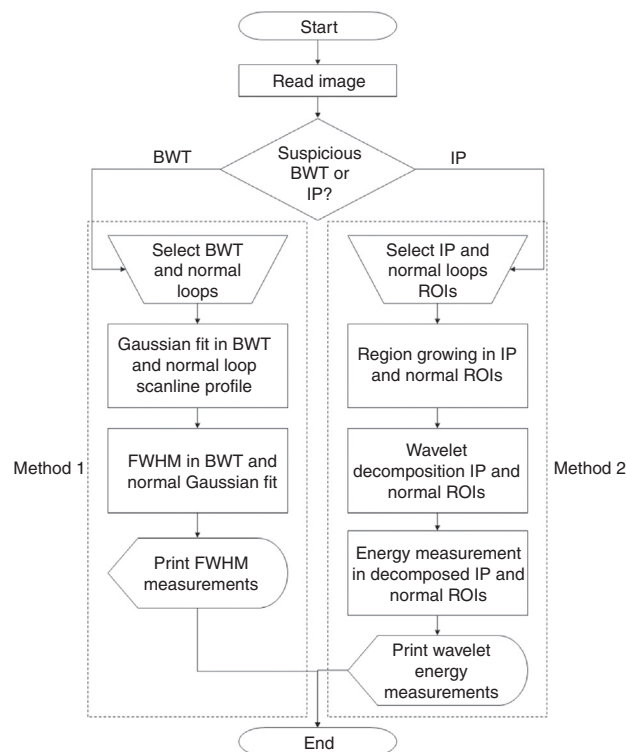 Start
Read image
Suspicious
BWT or
IP?
BWT
IP
Select BWT
and normal
loops
Gaussian fit in BWT
and normal loop
scanline profile
FWHM in BWT and
normal Gaussian fit
Print FWHM
measurements
Method 1
Select IP and
normal loops
ROIs
Region growing in IP
and normal ROIs
Wavelet
decomposition IP and
normal ROIs
Energy measurement
in decomposed IP and
normal ROIs
Print wavelet
energy
measurements
Method 2
End